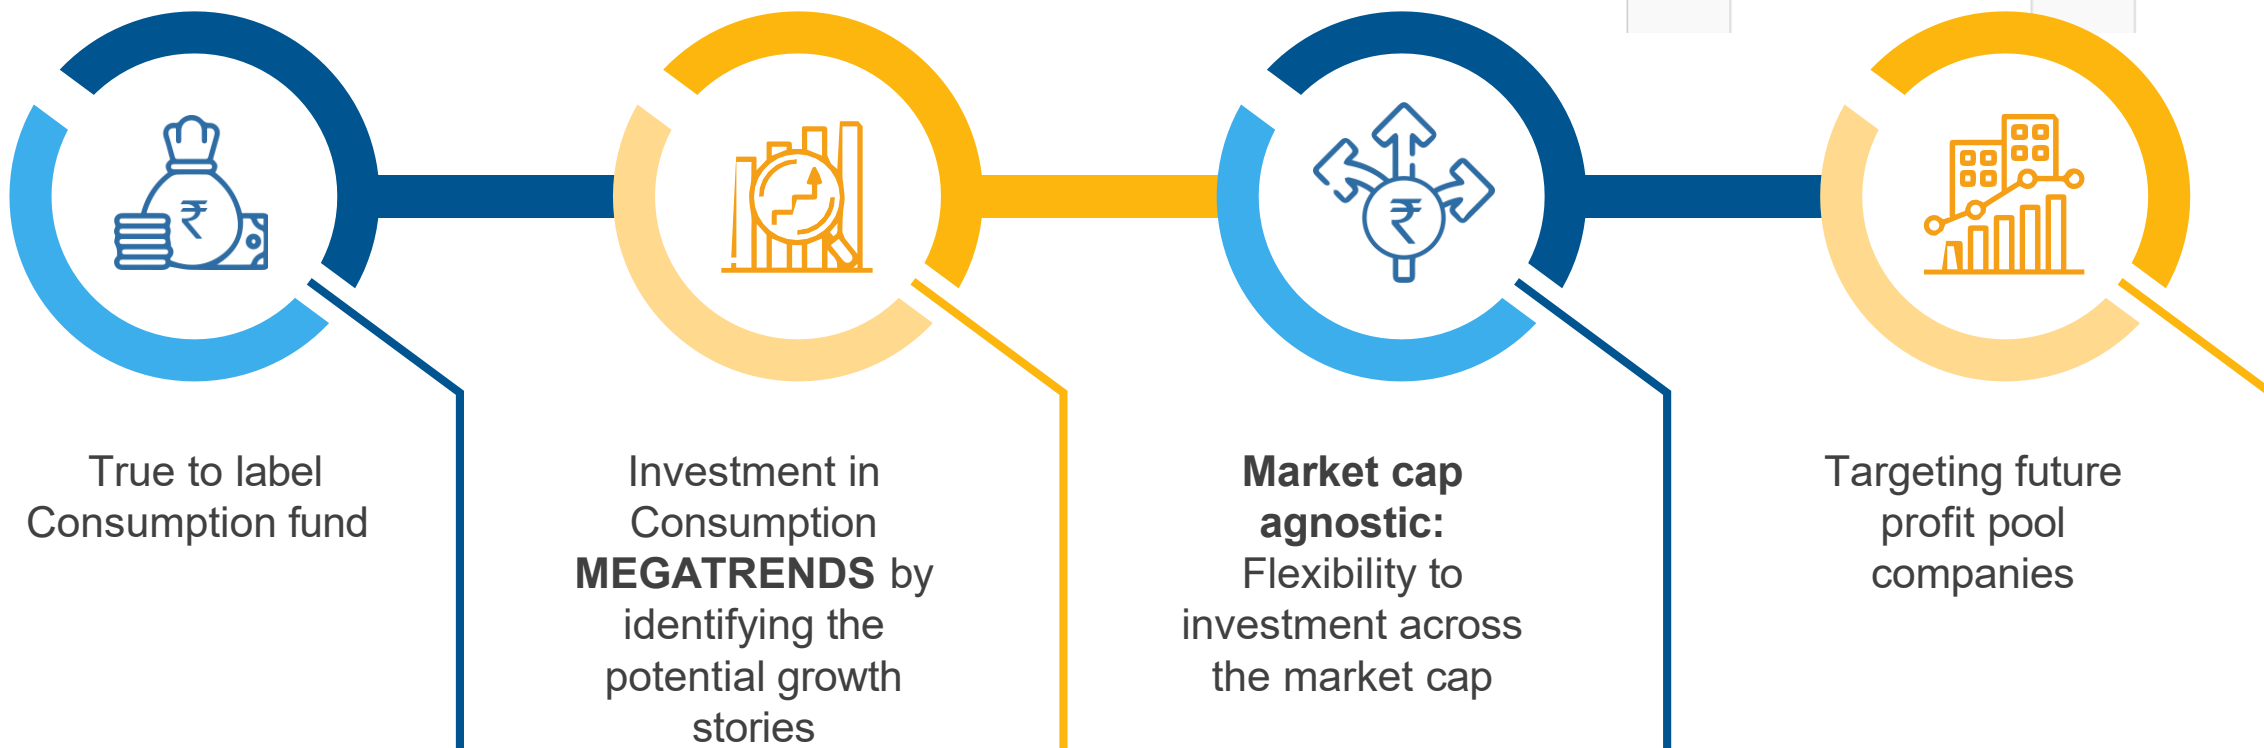 True to label
Consumption fund
Investment in
Consumption
MEGATRENDS by
identifying the
potential growth
stories
Market cap
agnostic:
Flexibility to
investment across
the market cap
Targeting future
profit pool
companies